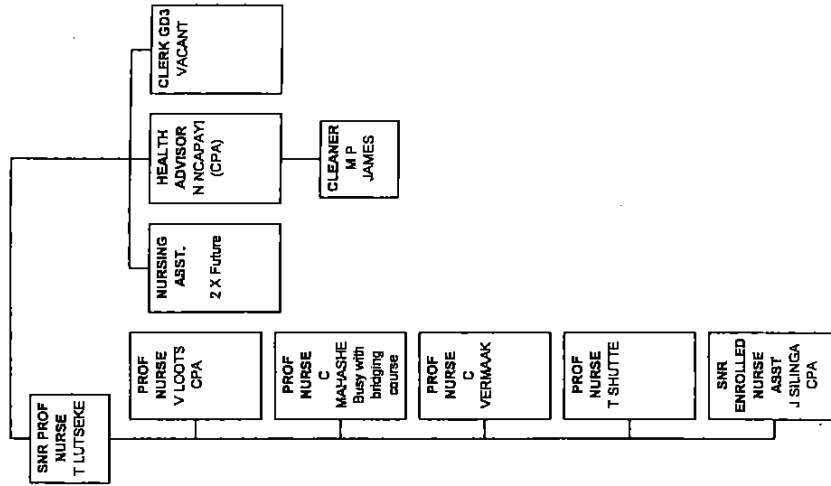 SNR PROF
NURSE
T LUTSEKE
PROF
NURSE
V LOOTS
CPA
PROF
NURSE
C
MAHASHE
Busy with
bridging
course
PROF
NURSE
C
VERMAAK
PROF
NURSE
T SHUTTE
SNR
ENROLLED
NURSE
ASST
J SILINGA
CPA
NURSING
ASST.
2 X Future
HEALTH
ADVISOR
N NCAPAYI
(CPA)
CLERK GD3
VACANT
CLEANER
M P
JAMES